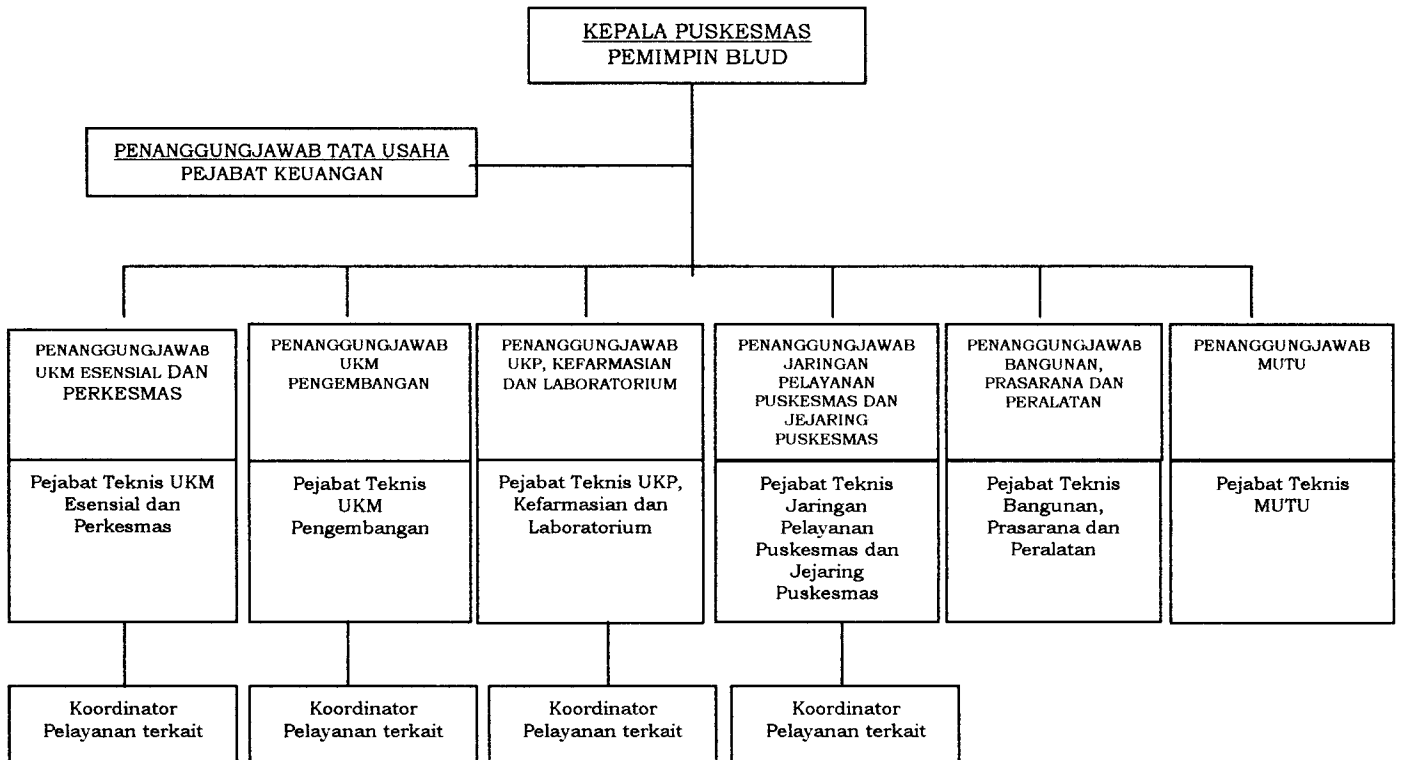 KEPALA PUSKESMAS
PEMIMPIN BLUD
PENANGGUNGJAWAB TATA USAHA
PEJABAT KEUANGAN
PENANGGUNGJAWAB
UKM ESENSIAL DAN
PERKESMAS
Pejabat Teknis UKM
Esensial dan
Perkesmas
Koordinator
Pelayanan terkait
PENANGGUNGJAWAB
UKM
PENGEMBANGAN
Pejabat Teknis
UKM
Pengembangan
Koordinator
Pelayanan terkait
PENANGGUNGJAWAB
UKP, KEFARMASIAN
DAN LABORATORIUM
Pejabat Teknis UKP,
Kefarmasian dan
Laboratorium
Koordinator
Pelayanan terkait
PENANGGUNGJAWAB
JARINGAN
PELAYANAN
PUSKESMAS DAN
JEJARING
PUSKESMAS
Pejabat Teknis
Jaringan
Pelayanan
Puskesmas dan
Jejaring
Puskesmas
Koordinator
Pelayanan terkait
PENANGGUNGJAWAB
BANGUNAN,
PRASARANA DAN
PERALATAN
Pejabat Teknis
Bangunan,
Prasarana dan
Peralatan
PENANGGUNGJAWAB
MUTU
Pejabat Teknis
MUTU